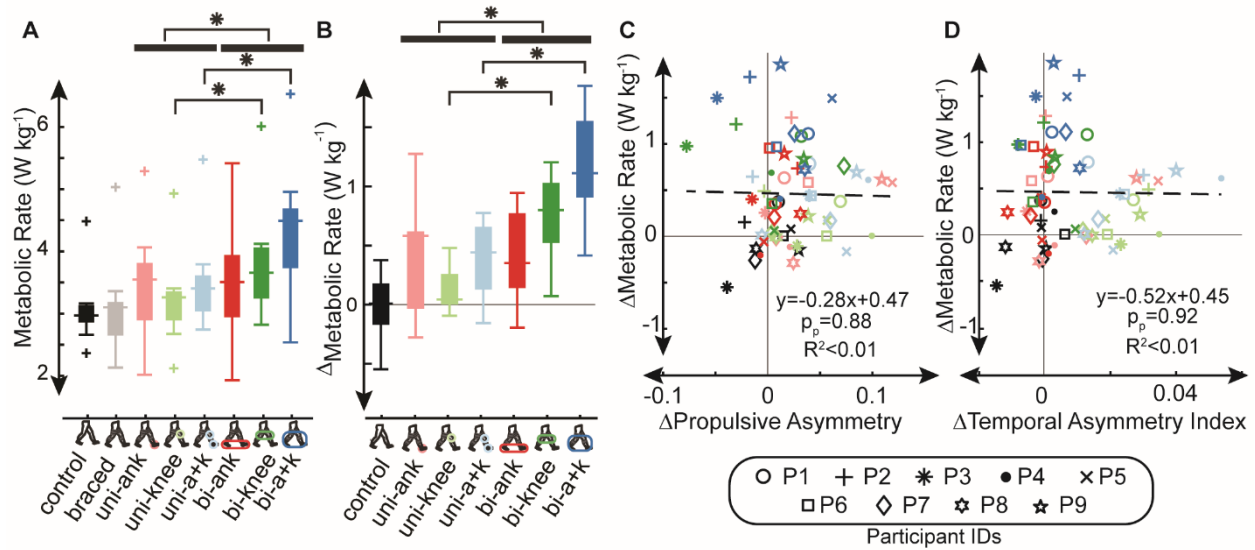 A
*
*
*
Metabolic Rate (W kg-1)
6
4
2
control
braced
uni-ank
uni-knee
uni-a+k
bi-ank
bi-knee
bi-a+k
B
*
*
*
ΔMetabolic Rate (W kg-1)
1
0
control
uni-ank
uni-knee
uni-a+k
bi-ank
bi-knee
bi-a+k
C
ΔMetabolic Rate (W kg-1)
1
0
-1
y=-0.28x+0.47
pp=0.88
R²<0.01
-0.1
0
0.1
ΔPropulsive Asymmetry
D
ΔMetabolic Rate (W kg-1)
1
0
-1
y=-0.52x+0.45
pp=0.92
R²<0.01
0
0.04
ΔTemporal Asymmetry Index
P1 P2 P3 P4 P5
P6 P7 P8 P9
Participant IDs